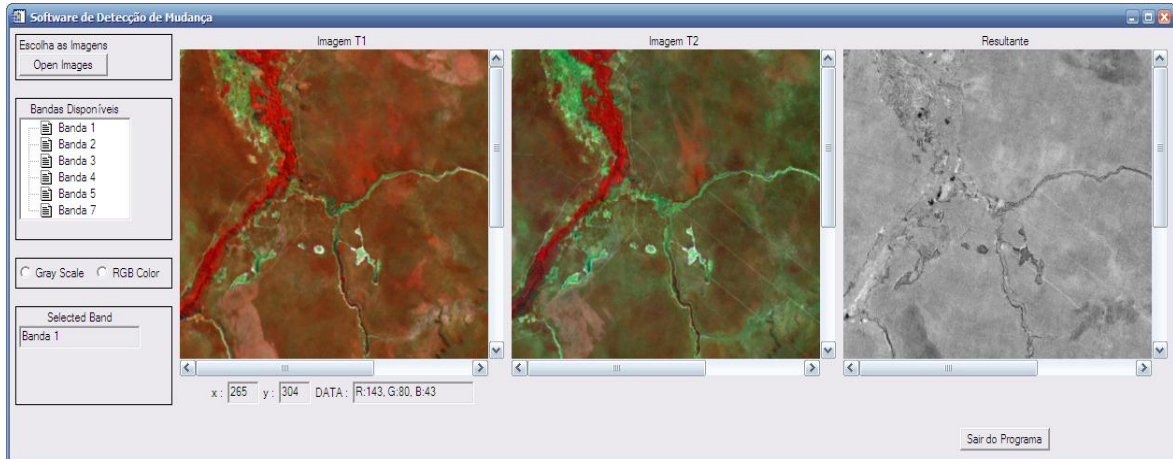 Software de Detecção de Mudança
Escolha as Imagens
Open Images
Bandas Disponíveis
Banda 1
Banda 2
Banda 3
Banda 4
Banda 5
Banda 7
Gray Scale RGB Color
Selected Band
Banda 1
Imagem T1
Imagem T2
Resultante
x : 265 y : 304 DATA : R:143, G:80, B:43
Sair do Programa